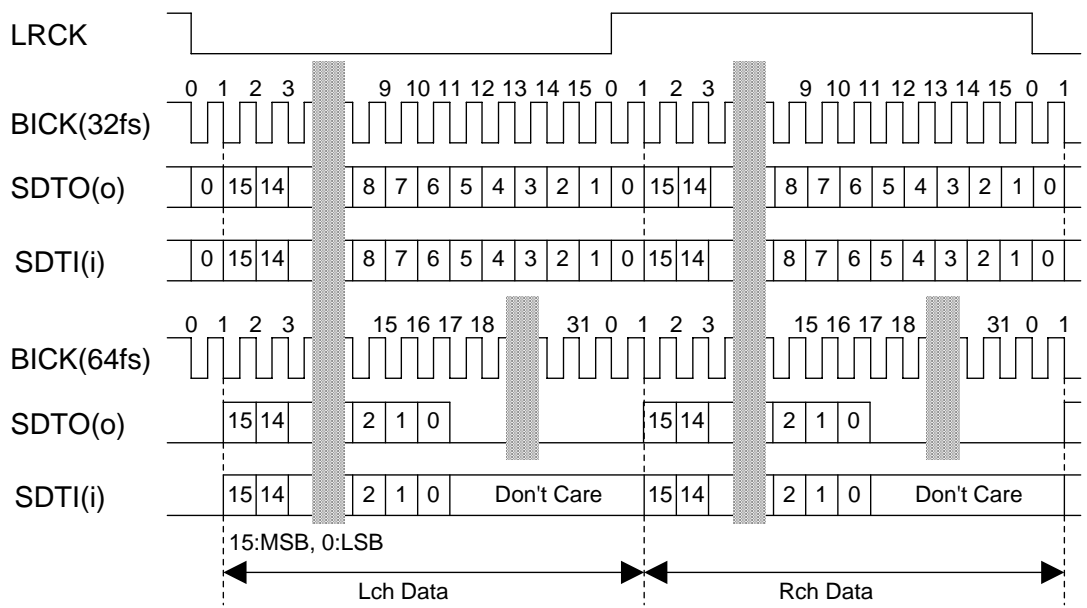 LRCK
0 1 2 3 9 10 11 12 13 14 15 0 1 2 3 9 10 11 12 13 14 15 0 1
BICK(32fs)
SDTO(o) 0 15 14 8 7 6 5 4 3 2 1 0 15 14 8 7 6 5 4 3 2 1 0
SDTI(i) 0 15 14 8 7 6 5 4 3 2 1 0 15 14 8 7 6 5 4 3 2 1 0
0 1 2 3 15 16 17 18 31 0 1 2 3 15 16 17 18 31 0 1
BICK(64fs)
SDTO(o) 15 14 2 1 0 15 14 2 1 0
SDTI(i) 15 14 2 1 0 Don't Care 15 14 2 1 0 Don't Care
15:MSB, 0:LSB
Lch Data Rch Data